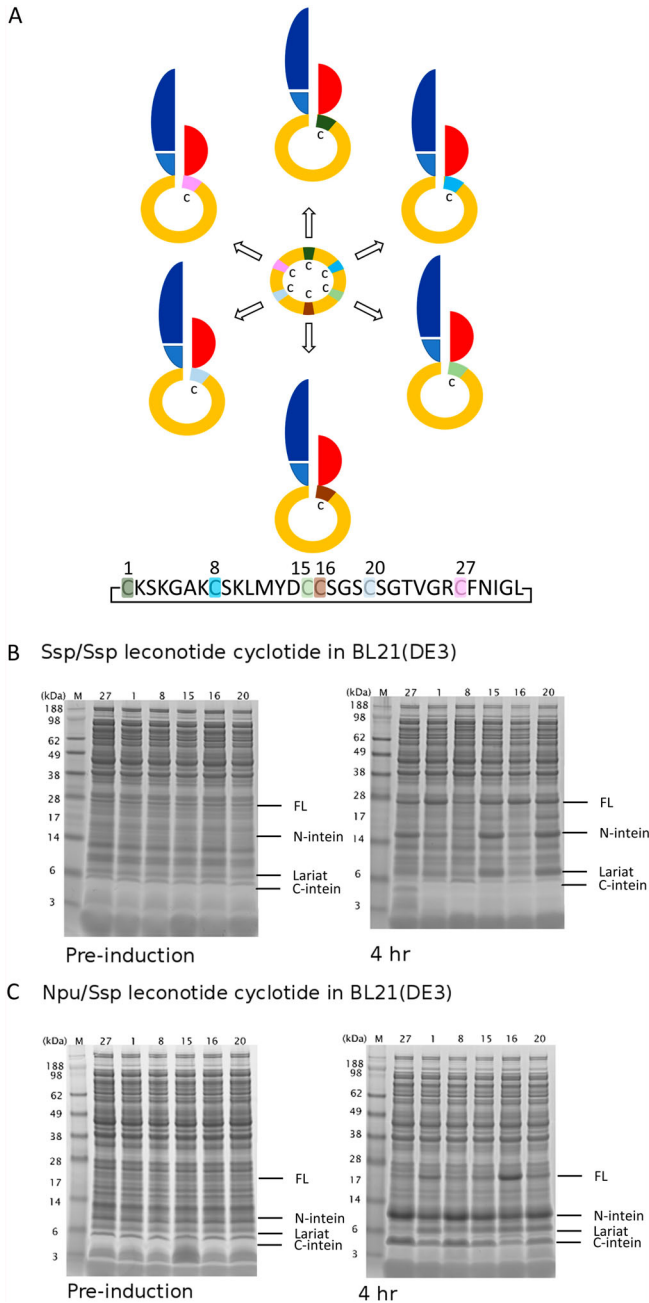 A
C
C C
C C
C C
C C
C C
C C
C
1 8 15 16 20 27
CKSKGAKCSKLMYDCCSGSCSGTVGRCFNIGL
B Ssp/Ssp leconotide cyclotide in BL21(DE3)
(kDa) M 27 1 8 15 16 20
188
98
62
49
38
28
17
14
6
3
FL
N-intein
Lariat
C-intein
Pre-induction
(kDa) M 27 1 8 15 16 20
188
98
62
49
38
28
17
14
6
3
FL
N-intein
Lariat
C-intein
4 hr
C Npu/Ssp leconotide cyclotide in BL21(DE3)
(kDa) M 27 1 8 15 16 20
188
98
62
49
38
28
17
14
6
3
FL
N-intein
Lariat
C-intein
Pre-induction
(kDa) M 27 1 8 15 16 20
188
98
62
49
38
28
17
14
6
3
FL
N-intein
Lariat
C-intein
4 hr